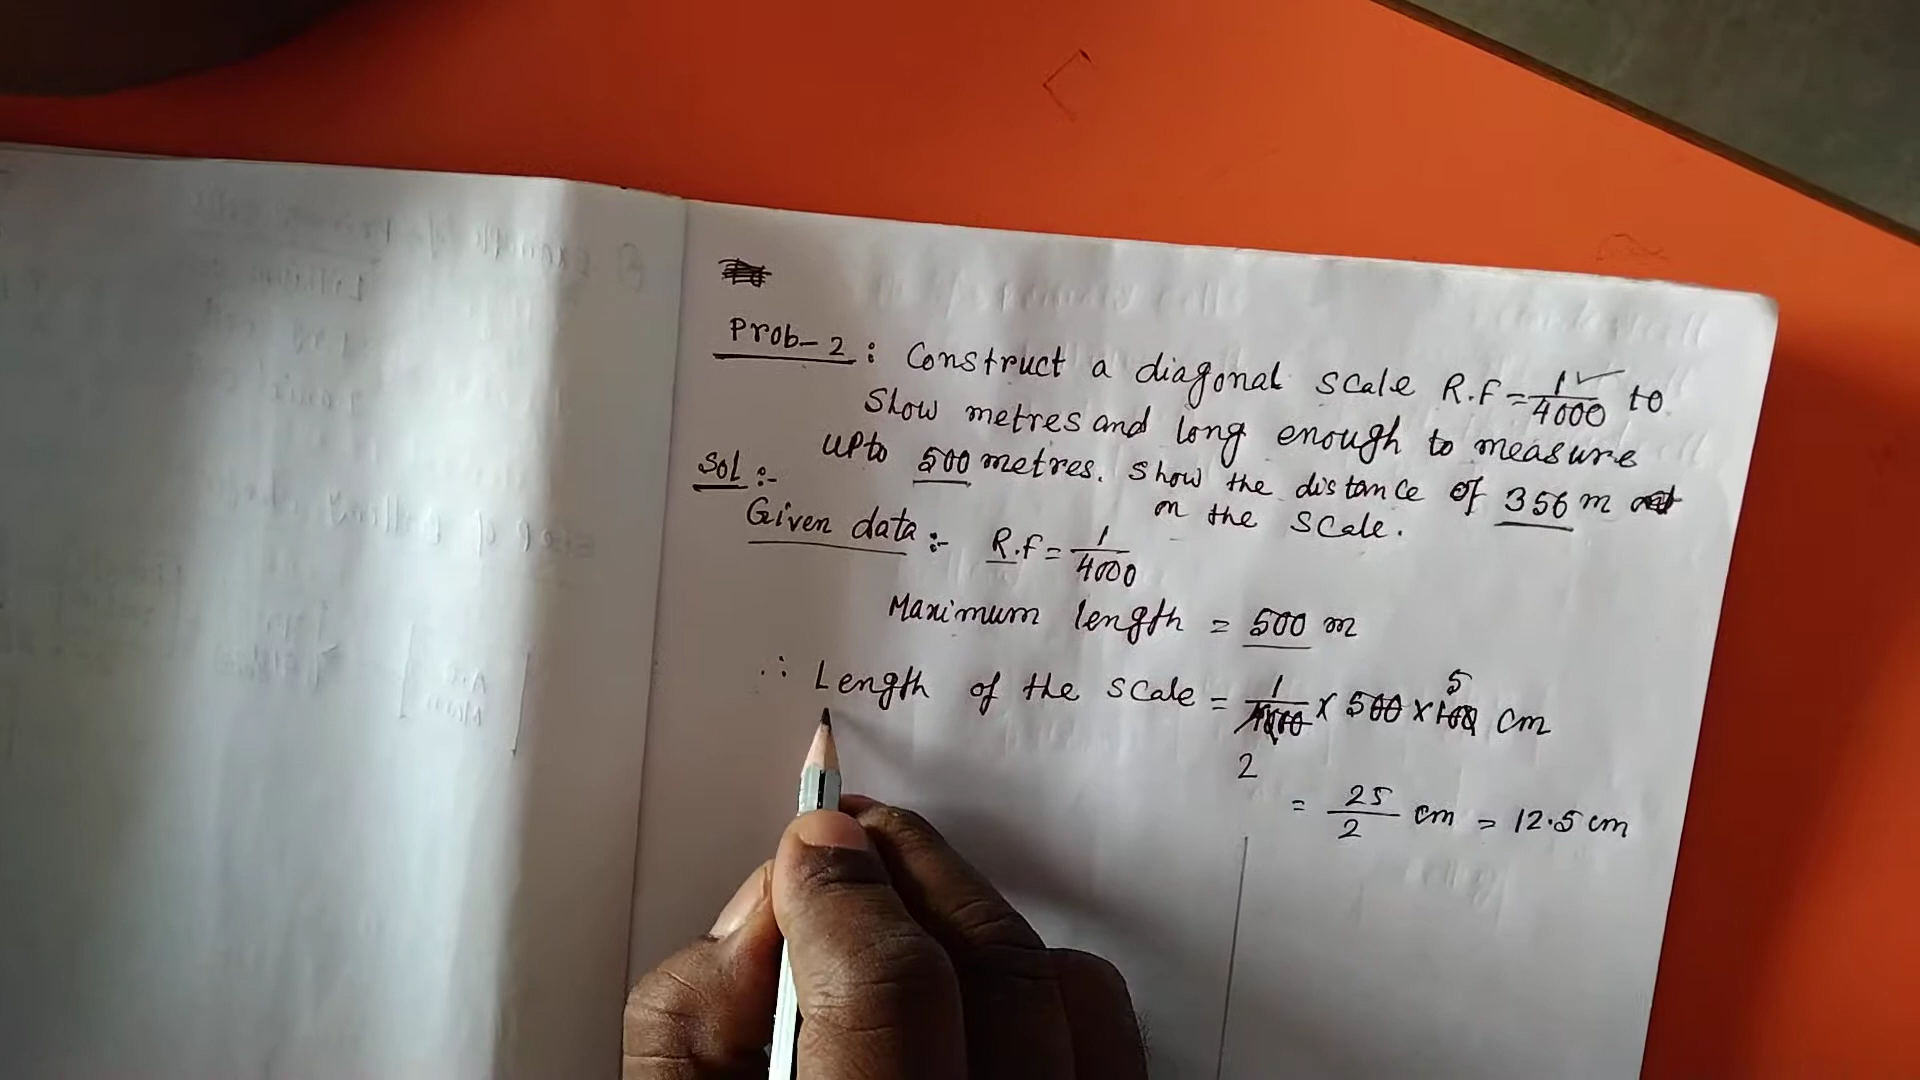 Prob-2 : Construct a diagonal scale R.F = 1/4000 to
Show metres and long enough to measure
upto 500 metres. Show the distance of 356 m
on the scale.
Sol :-
Given data :- R.F = 1/4000
Maximum length = 500 m
∴ Length of the scale = 1/4000 x 500 x 100 cm
5
2
= 25/2 cm = 12.5 cm